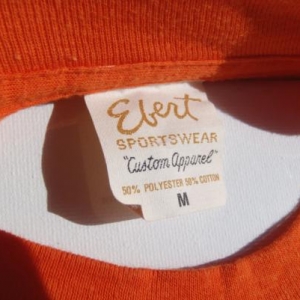 Ebert
SPORTSWEAR
"Custom Apparel"
50% POLYESTER 50% COTTON
M